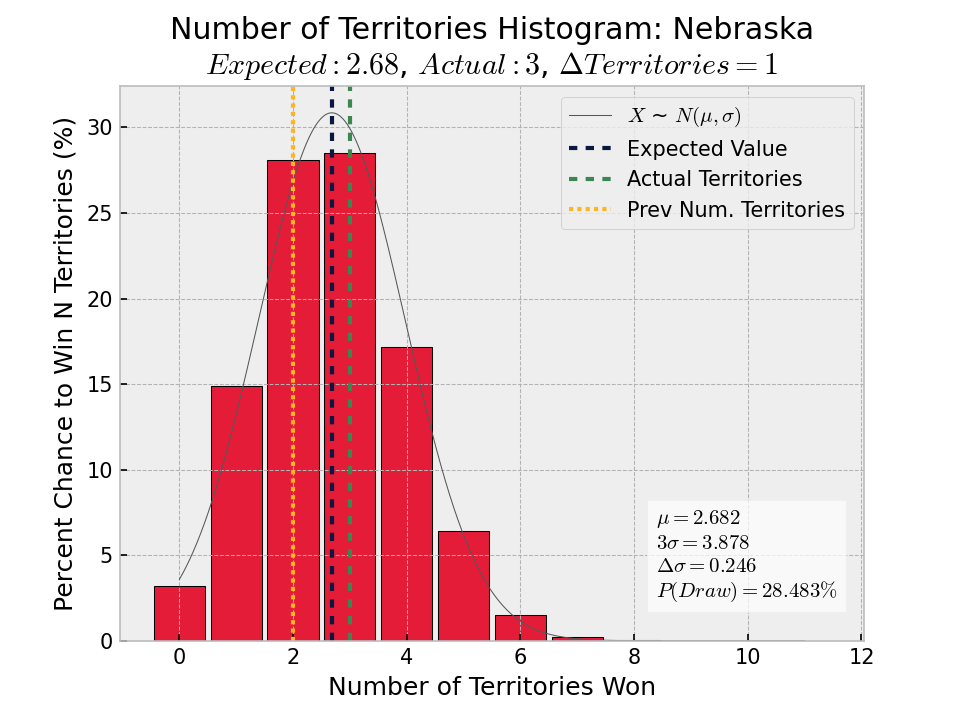 Number of Territories Histogram: Nebraska
Expected : 2.68, Actual : 3, ΔTerritories = 1
Percent Chance to Win N Territories (%)
30
25
20
15
10
5
0
X ∼ N(μ, σ)
Expected Value
Actual Territories
Prev Num. Territories
μ = 2.682
3σ = 3.878
Δσ = 0.246
P(Draw) = 28.483%
0 2 4 6 8 10 12
Number of Territories Won